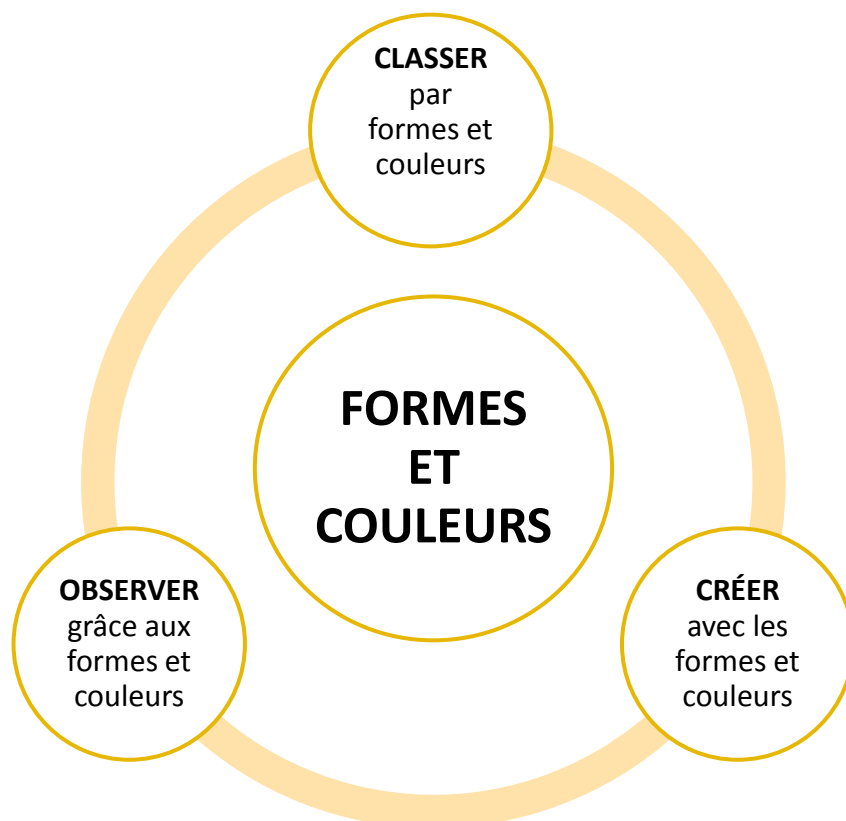 CLASSER
par
formes et
couleurs
FORMES
ET
COULEURS
OBSERVER
grâce aux
formes et
couleurs
CRÉER
avec les
formes et
couleurs